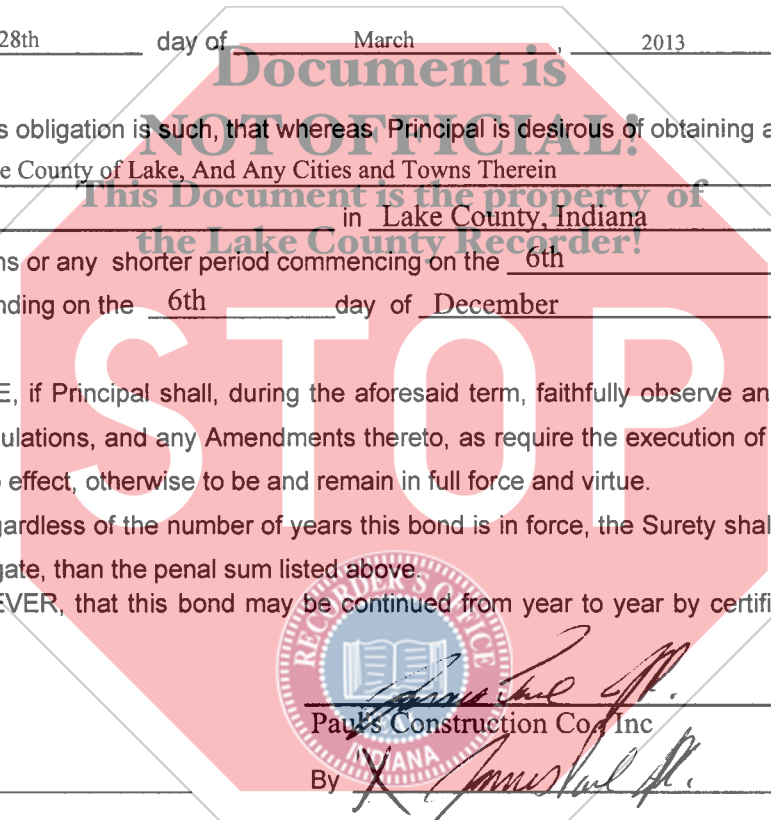 28th day of March, 2013
Document is
s obligation is such, that whereas, Principal is desirous of obtaining a
NOT OFFICIAL!
e County of Lake, And Any Cities and Towns Therein
This Document is the property of
in Lake County, Indiana
the Lake County Recorder!
ns or any shorter period commencing on the 6th
nding on the 6th day of December
STOP
E, if Principal shall, during the aforesaid term, faithfully observe an
ulations, and any Amendments thereto, as require the execution of
o effect, otherwise to be and remain in full force and virtue.
gardless of the number of years this bond is in force, the Surety shal
gate, than the penal sum listed above.
EVER, that this bond may be continued from year to year by certifi
RECORDER'S OFFICE
Paul's Construction Co, Inc
INDIANA
By X